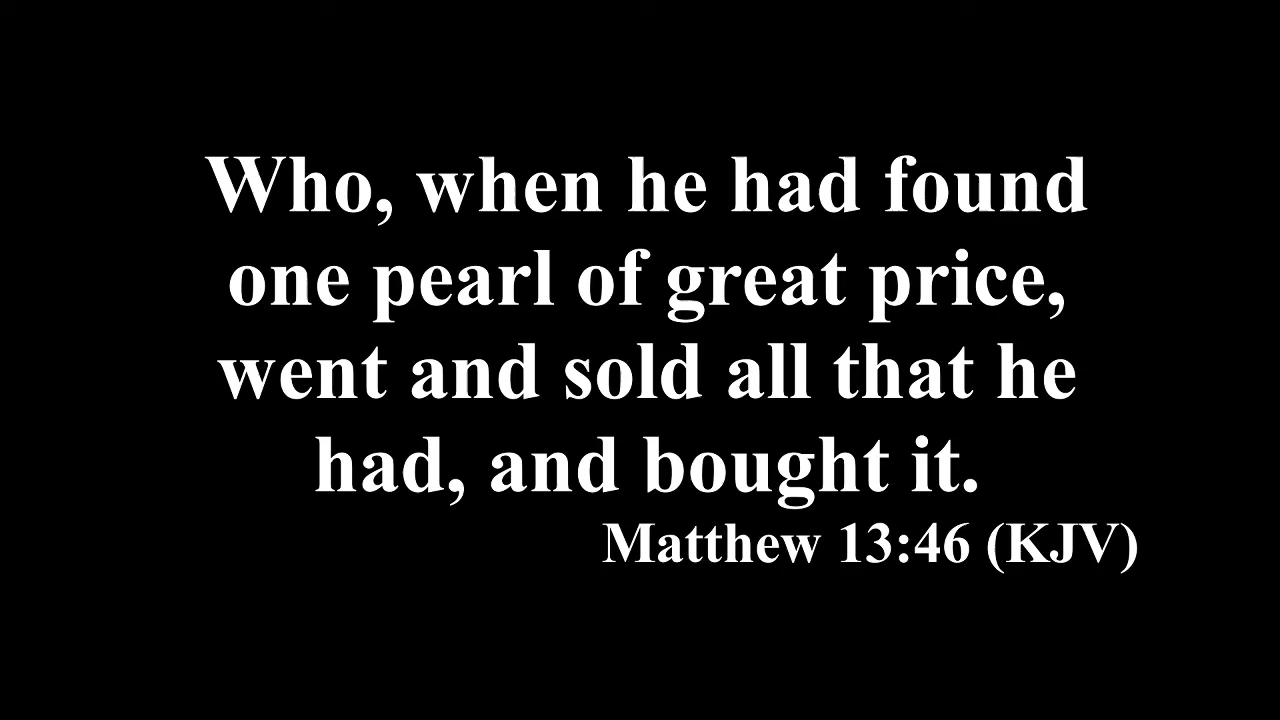 Who, when he had found
one pearl of great price,
went and sold all that he
had, and bought it.
Matthew 13:46 (KJV)